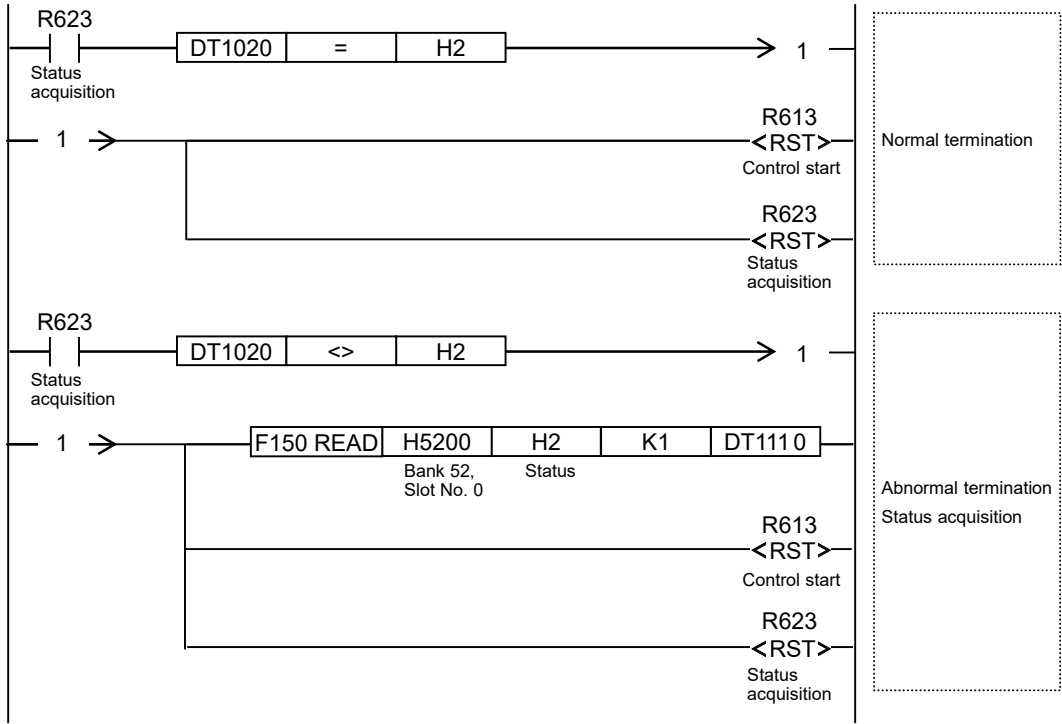 R623
DT1020 = H2 1
Status
acquisition
1
R613
<RST>
Control start
R623
<RST>
Status
acquisition
Normal termination
R623
DT1020 <> H2 1
Status
acquisition
1
F150 READ H5200 H2 K1 DT1110
Bank 52,
Slot No. 0
Status
R613
<RST>
Control start
R623
<RST>
Status
acquisition
Abnormal termination
Status acquisition